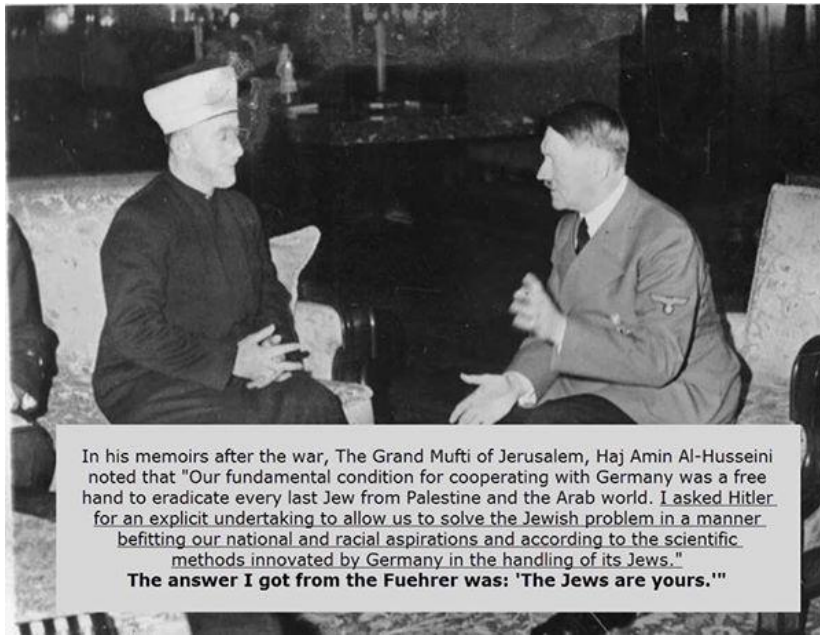 In his memoirs after the war, The Grand Mufti of Jerusalem, Haj Amin Al-Husseini
noted that "Our fundamental condition for cooperating with Germany was a free
hand to eradicate every last Jew from Palestine and the Arab world. I asked Hitler
for an explicit undertaking to allow us to solve the Jewish problem in a manner
befitting our national and racial aspirations and according to the scientific
methods innovated by Germany in the handling of its Jews."
The answer I got from the Fuehrer was: 'The Jews are yours.'"